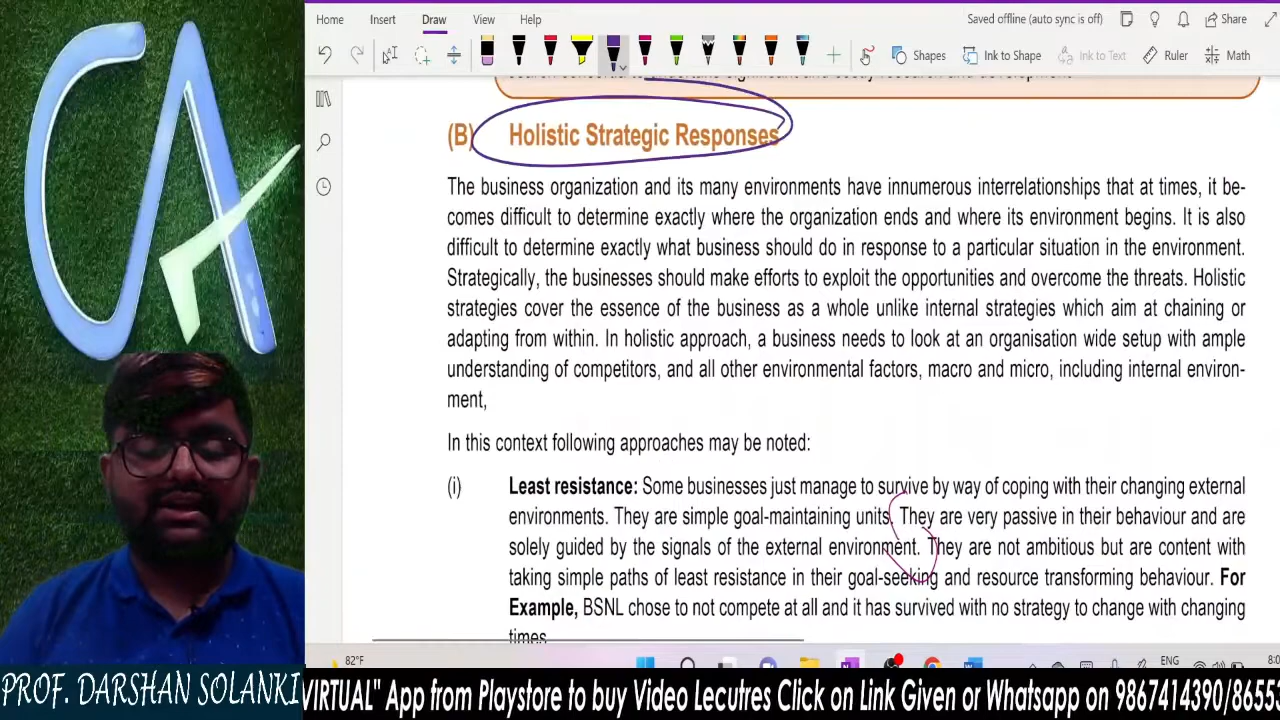 Home Insert Draw View Help Saved offline (auto sync is off) Share
Shapes Ink to Shape Ink to Text Ruler Math
CA
(B) Holistic Strategic Responses
The business organization and its many environments have innumerous interrelationships that at times, it be-
comes difficult to determine exactly where the organization ends and where its environment begins. It is also
difficult to determine exactly what business should do in response to a particular situation in the environment.
Strategically, the businesses should make efforts to exploit the opportunities and overcome the threats. Holistic
strategies cover the essence of the business as a whole unlike internal strategies which aim at chaining or
adapting from within. In holistic approach, a business needs to look at an organisation wide setup with ample
understanding of competitors, and all other environmental factors, macro and micro, including internal environ-
ment,
In this context following approaches may be noted:
(i) Least resistance: Some businesses just manage to survive by way of coping with their changing external
environments. They are simple goal-maintaining units. They are very passive in their behaviour and are
solely guided by the signals of the external environment. They are not ambitious but are content with
taking simple paths of least resistance in their goal-seeking and resource transforming behaviour. For
Example, BSNL chose to not compete at all and it has survived with no strategy to change with changing
times
82°F ENG 8:0
PROF. DARSHAN SOLANKI
VIRTUAL" App from Playstore to buy Video Lecutres Click on Link Given or Whatsapp on 9867414390/8655